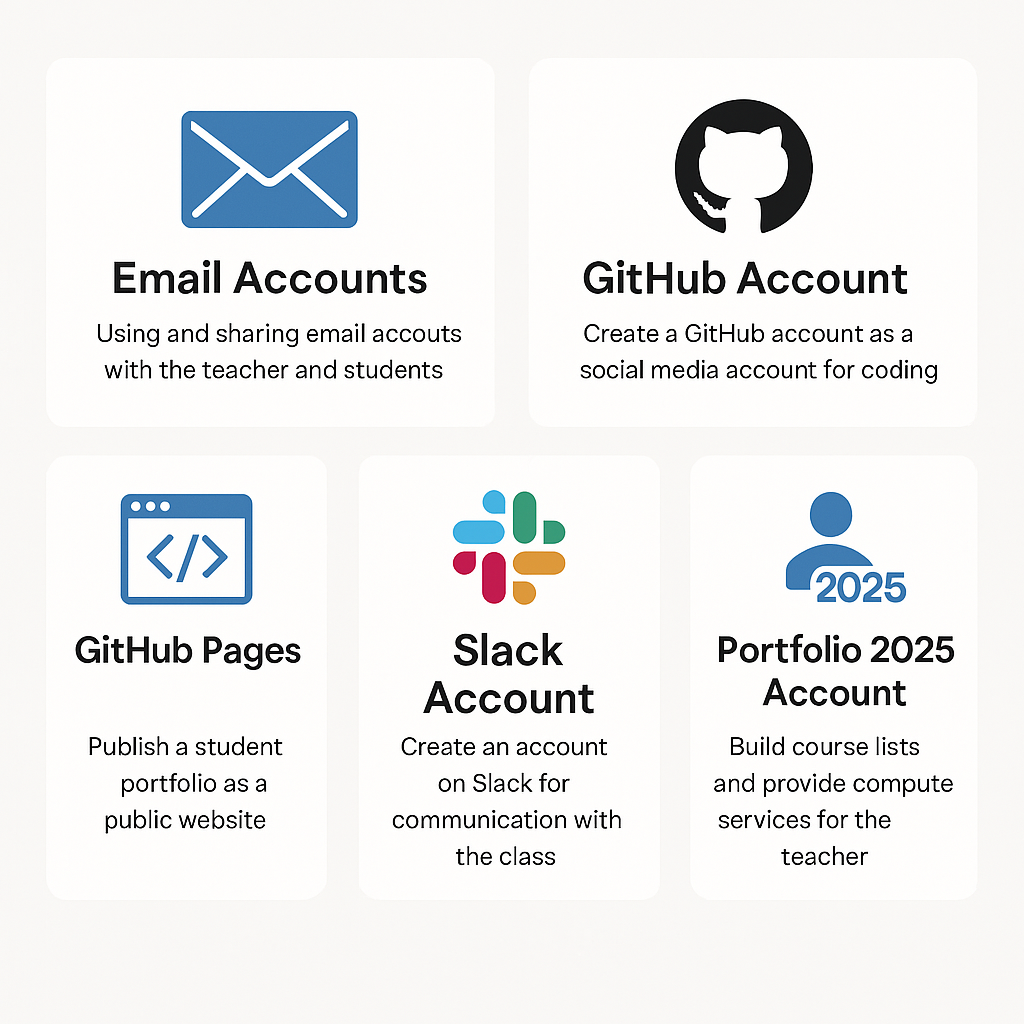 Email Accounts
Using and sharing email accouts
with the teacher and students
GitHub Account
Create a GitHub account as a
social media account for coding
</>
GitHub Pages
Publish a student
portfolio as a
public website
Slack
Account
Create an account
on Slack for
communication with
the class
2025
Portfolio 2025
Account
Build course lists
and provide compute
services for the
teacher